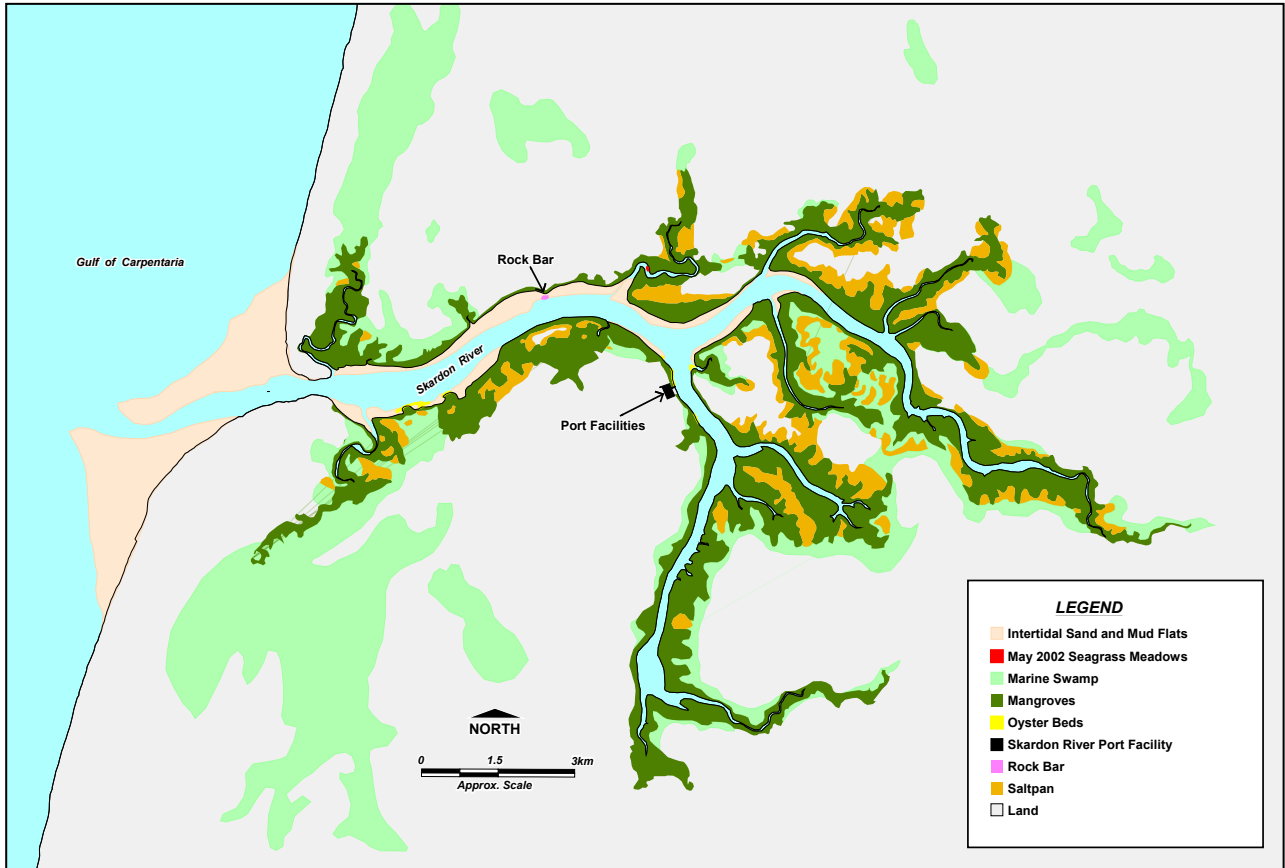 Gulf of Carpentaria
Rock Bar
Skardon River
Port Facilities
NORTH
0 1.5 3km
Approx. Scale
LEGEND
Intertidal Sand and Mud Flats
May 2002 Seagrass Meadows
Marine Swamp
Mangroves
Oyster Beds
Skardon River Port Facility
Rock Bar
Saltpan
Land